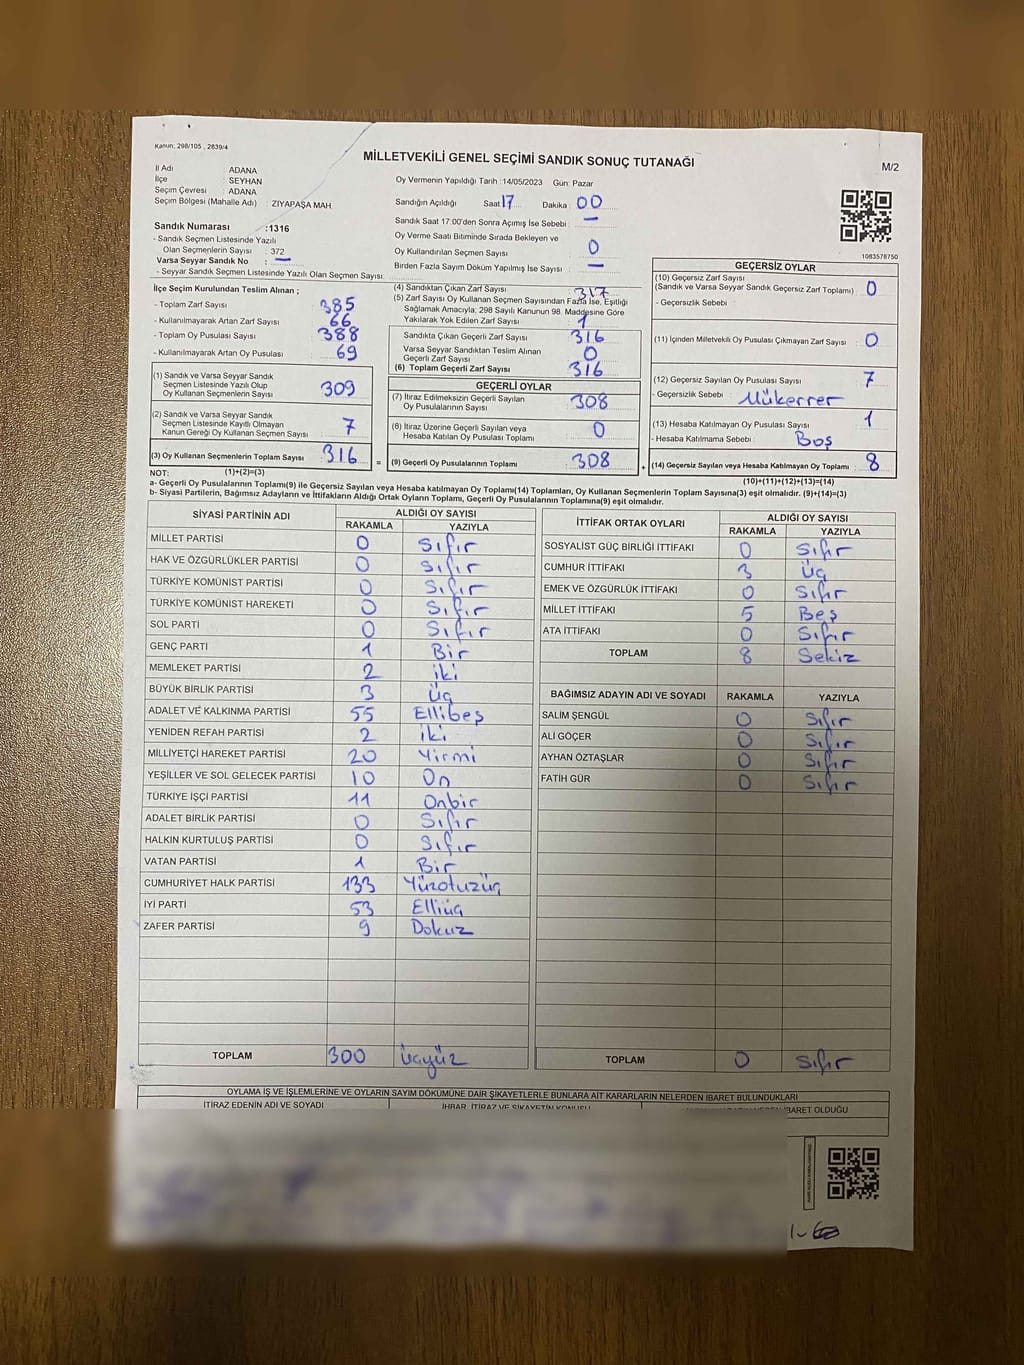 Kanun: 298/105 , 2839/4
MİLLETVEKİLİ GENEL SEÇİMİ SANDIK SONUÇ TUTANAĞI
M/2
İl Adı : ADANA
İlçe : SEYHAN
Seçim Çevresi : ADANA
Seçim Bölgesi (Mahalle Adı) : ZİYAPAŞA MAH.
Sandık Numarası :1316
- Sandık Seçmen Listesinde Yazılı
Olan Seçmenlerin Sayısı : 372
Varsa Seyyar Sandık No : —
- Seyyar Sandık Seçmen Listesinde Yazılı Olan Seçmen Sayısı:
Oy Vermenin Yapıldığı Tarih :14/05/2023 Gün: Pazar
Sandığın Açıldığı Saat 17 Dakika : 00
Sandık Saat 17:00'den Sonra Açımış İse Sebebi : —
Oy Verme Saati Bitiminde Sırada Bekleyen ve
Oy Kullandırılan Seçmen Sayısı : 0
Birden Fazla Sayım Döküm Yapılmış İse Sayısı : —
1083578750
İlçe Seçim Kurulundan Teslim Alınan ;
- Toplam Zarf Sayısı : 385
- Kullanılmayarak Artan Zarf Sayısı : 66
- Toplam Oy Pusulası Sayısı : 388
- Kullanılmayarak Artan Oy Pusulası : 69
(1) Sandık ve Varsa Seyyar Sandık
Seçmen Listesinde Yazılı Olup
Oy Kullanan Seçmenlerin Sayısı : 309
(2) Sandık ve Varsa Seyyar Sandık
Seçmen Listesinde Kayıtlı Olmayan
Kanun Gereği Oy Kullanan Seçmen Sayısı : 7
(3) Oy Kullanan Seçmenlerin Toplam Sayısı : 316
(4) Sandıktan Çıkan Zarf Sayısı : 317
(5) Zarf Sayısı Oy Kullanan Seçmen Sayısından Fazla İse, Eşitliği
Sağlamak Amacıyla; 298 Sayılı Kanunun 98. Maddesine Göre
Yakılarak Yok Edilen Zarf Sayısı : 1
Sandıkta Çıkan Geçerli Zarf Sayısı : 316
Varsa Seyyar Sandıktan Teslim Alınan
Geçerli Zarf Sayısı : 0
(6) Toplam Geçerli Zarf Sayısı : 316
GEÇERLİ OYLAR
(7) İtiraz Edilmeksizin Geçerli Sayılan
Oy Pusulalarının Sayısı : 308
(8) İtiraz Üzerine Geçerli Sayılan veya
Hesaba Katılan Oy Pusulası Toplamı : 0
= (9) Geçerli Oy Pusulalarının Toplamı : 308
GEÇERSİZ OYLAR
(10) Geçersiz Zarf Sayısı
(Sandık ve Varsa Seyyar Sandık Geçersiz Zarf Toplamı) : 0
- Geçersizlik Sebebi :
(11) İçinden Milletvekili Oy Pusulası Çıkmayan Zarf Sayısı : 0
(12) Geçersiz Sayılan Oy Pusulası Sayısı : 7
- Geçersizlik Sebebi : Mükerrer
(13) Hesaba Katılmayan Oy Pusulası Sayısı : 1
- Hesaba Katılmama Sebebi : Boş
+ (14) Geçersiz Sayılan veya Hesaba Katılmayan Oy Toplamı : 8
NOT: (1)+(2)=(3)
(10)+(11)+(12)+(13)=(14)
a- Geçerli Oy Pusulalarının Toplamı(9) ile Geçersiz Sayılan veya Hesaba katılmayan Oy Toplamı(14) Toplamları, Oy Kullanan Seçmenlerin Toplam Sayısına(3) eşit olmalıdır. (9)+(14)=(3)
b- Siyasi Partilerin, Bağımsız Adayların ve İttifakların Aldığı Ortak Oyların Toplamı, Geçerli Oy Pusulalarının Toplamına(9) eşit olmalıdır.
SİYASİ PARTİNİN ADI
ALDIĞI OY SAYISI
RAKAMLA YAZIYLA
MİLLET PARTİSİ 0 Sıfır
HAK VE ÖZGÜRLÜKLER PARTİSİ 0 Sıfır
TÜRKİYE KOMÜNİST PARTİSİ 0 Sıfır
TÜRKİYE KOMÜNİST HAREKETİ 0 Sıfır
SOL PARTİ 0 Sıfır
GENÇ PARTİ 1 Bir
MEMLEKET PARTİSİ 2 iki
BÜYÜK BİRLİK PARTİSİ 3 Üç
ADALET VE KALKINMA PARTİSİ 55 Ellibeş
YENİDEN REFAH PARTİSİ 2 iki
MİLLİYETÇİ HAREKET PARTİSİ 20 Yirmi
YEŞİLLER VE SOL GELECEK PARTİSİ 10 On
TÜRKİYE İŞÇİ PARTİSİ 11 Onbir
ADALET BİRLİK PARTİSİ 0 Sıfır
HALKIN KURTULUŞ PARTİSİ 0 Sıfır
VATAN PARTİSİ 1 Bir
CUMHURİYET HALK PARTİSİ 133 Yüzotuzüç
İYİ PARTİ 53 Elliüç
ZAFER PARTİSİ 9 Dokuz
TOPLAM 300 üçyüz
İTTİFAK ORTAK OYLARI
ALDIĞI OY SAYISI
RAKAMLA YAZIYLA
SOSYALİST GÜÇ BİRLİĞİ İTTİFAKI 0 Sıfır
CUMHUR İTTİFAKI 3 Üç
EMEK VE ÖZGÜRLÜK İTTİFAKI 0 Sıfır
MİLLET İTTİFAKI 5 Beş
ATA İTTİFAKI 0 Sıfır
TOPLAM 8 Sekiz
BAĞIMSIZ ADAYIN ADI VE SOYADI RAKAMLA YAZIYLA
SALİM ŞENGÜL 0 Sıfır
ALİ GÖÇER 0 Sıfır
AYHAN ÖZTAŞLAR 0 Sıfır
FATİH GÜR 0 Sıfır
TOPLAM 0 Sıfır
OYLAMA İŞ VE İŞLEMLERİNE VE OYLARIN SAYIM DÖKÜMÜNE DAİR ŞİKAYETLERLE BUNLARA AİT KARARLARIN NELERDEN İBARET BULUNDUKLARI
İTİRAZ EDENİN ADI VE SOYADI İHBAR, İTİRAZ VE ŞİKAYETİN KONUSU İBARET OLDUĞU